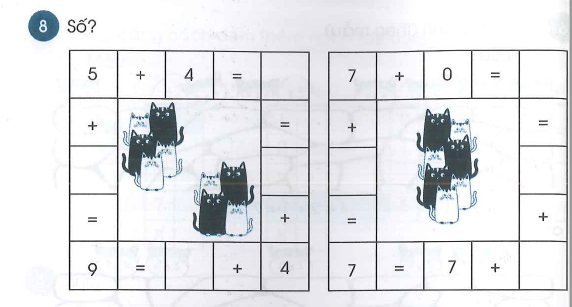 8 Số?
5 + 4 = 7 + 0 =
+ = + =
= + = +
9 = + 4 7 = 7 +